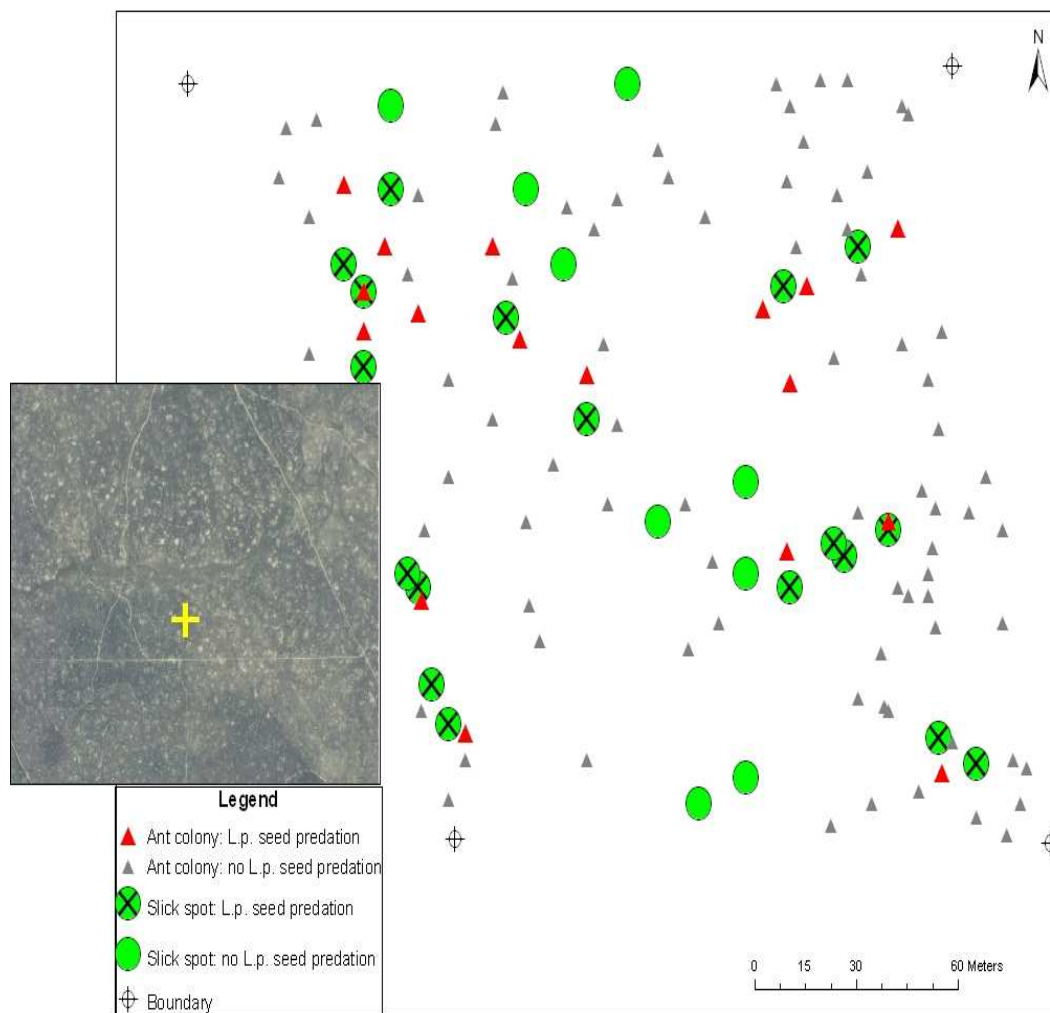 N
Legend
Ant colony: L.p. seed predation
Ant colony: no L.p. seed predation
Slick spot: L.p. seed predation
Slick spot: no L.p. seed predation
Boundary
0 15 30 60 Meters